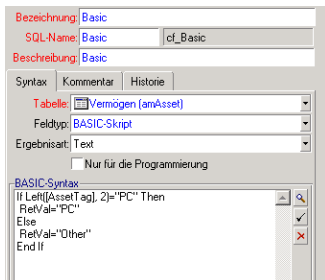 Bezeichnung: Basic
SQL-Name: Basic cf_Basic
Beschreibung: Basic
Syntax Kommentar Historie
Tabelle: Vermögen (amAsset)
Feldtyp: BASIC-Skript
Ergebnisart: Text
Nur für die Programmierung
BASIC-Syntax
If Left([AssetTag], 2)="PC" Then
RetVal="PC"
Else
RetVal="Other"
End If